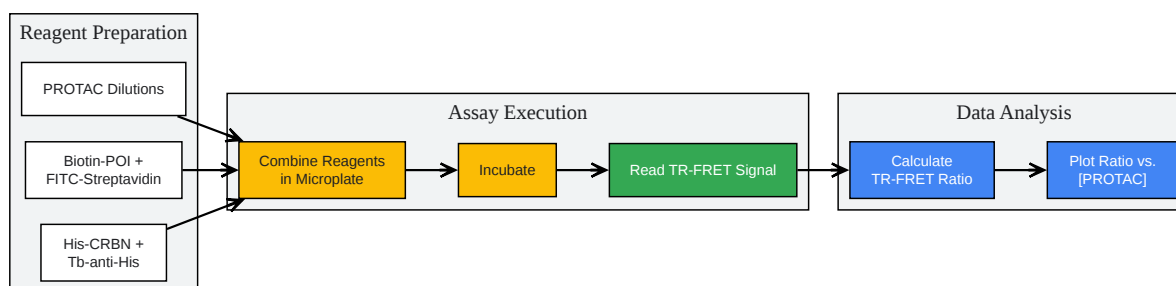 Reagent Preparation
PROTAC Dilutions
Biotin-POI +
FITC-Streptavidin
His-CRBN +
Tb-anti-His
Assay Execution
Combine Reagents
in Microplate
Incubate
Read TR-FRET Signal
Data Analysis
Calculate
TR-FRET Ratio
Plot Ratio vs.
[PROTAC]